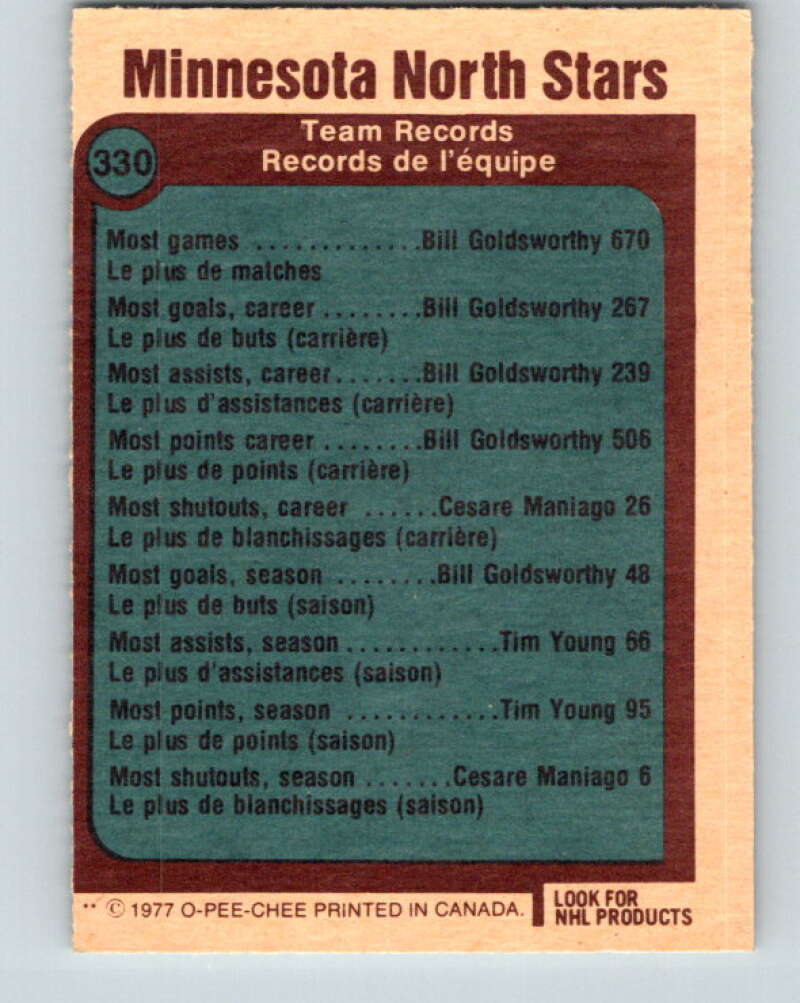 Minnesota North Stars
Team Records
330
Records de l'équipe
Most games .............Bill Goldsworthy 670
Le plus de matches
Most goals, career ........Bill Goldsworthy 267
Le plus de buts (carrière)
Most assists, career.......Bill Goldsworthy 239
Le plus d'assistances (carrière)
Most points career ........Bill Goldsworthy 506
Le plus de points (carrière)
Most shutouts, career ......Cesare Maniago 26
Le plus de blanchissages (carrière)
Most goals, season ........Bill Goldsworthy 48
Le plus de buts (saison)
Most assists, season............Tim Young 66
Le plus d'assistances (saison)
Most points, season ............Tim Young 95
Le plus de points (saison)
Most shutouts, season .......Cesare Maniago 6
Le plus de blanchissages (saison)
** © 1977 O-PEE-CHEE PRINTED IN CANADA.
LOOK FOR
NHL PRODUCTS